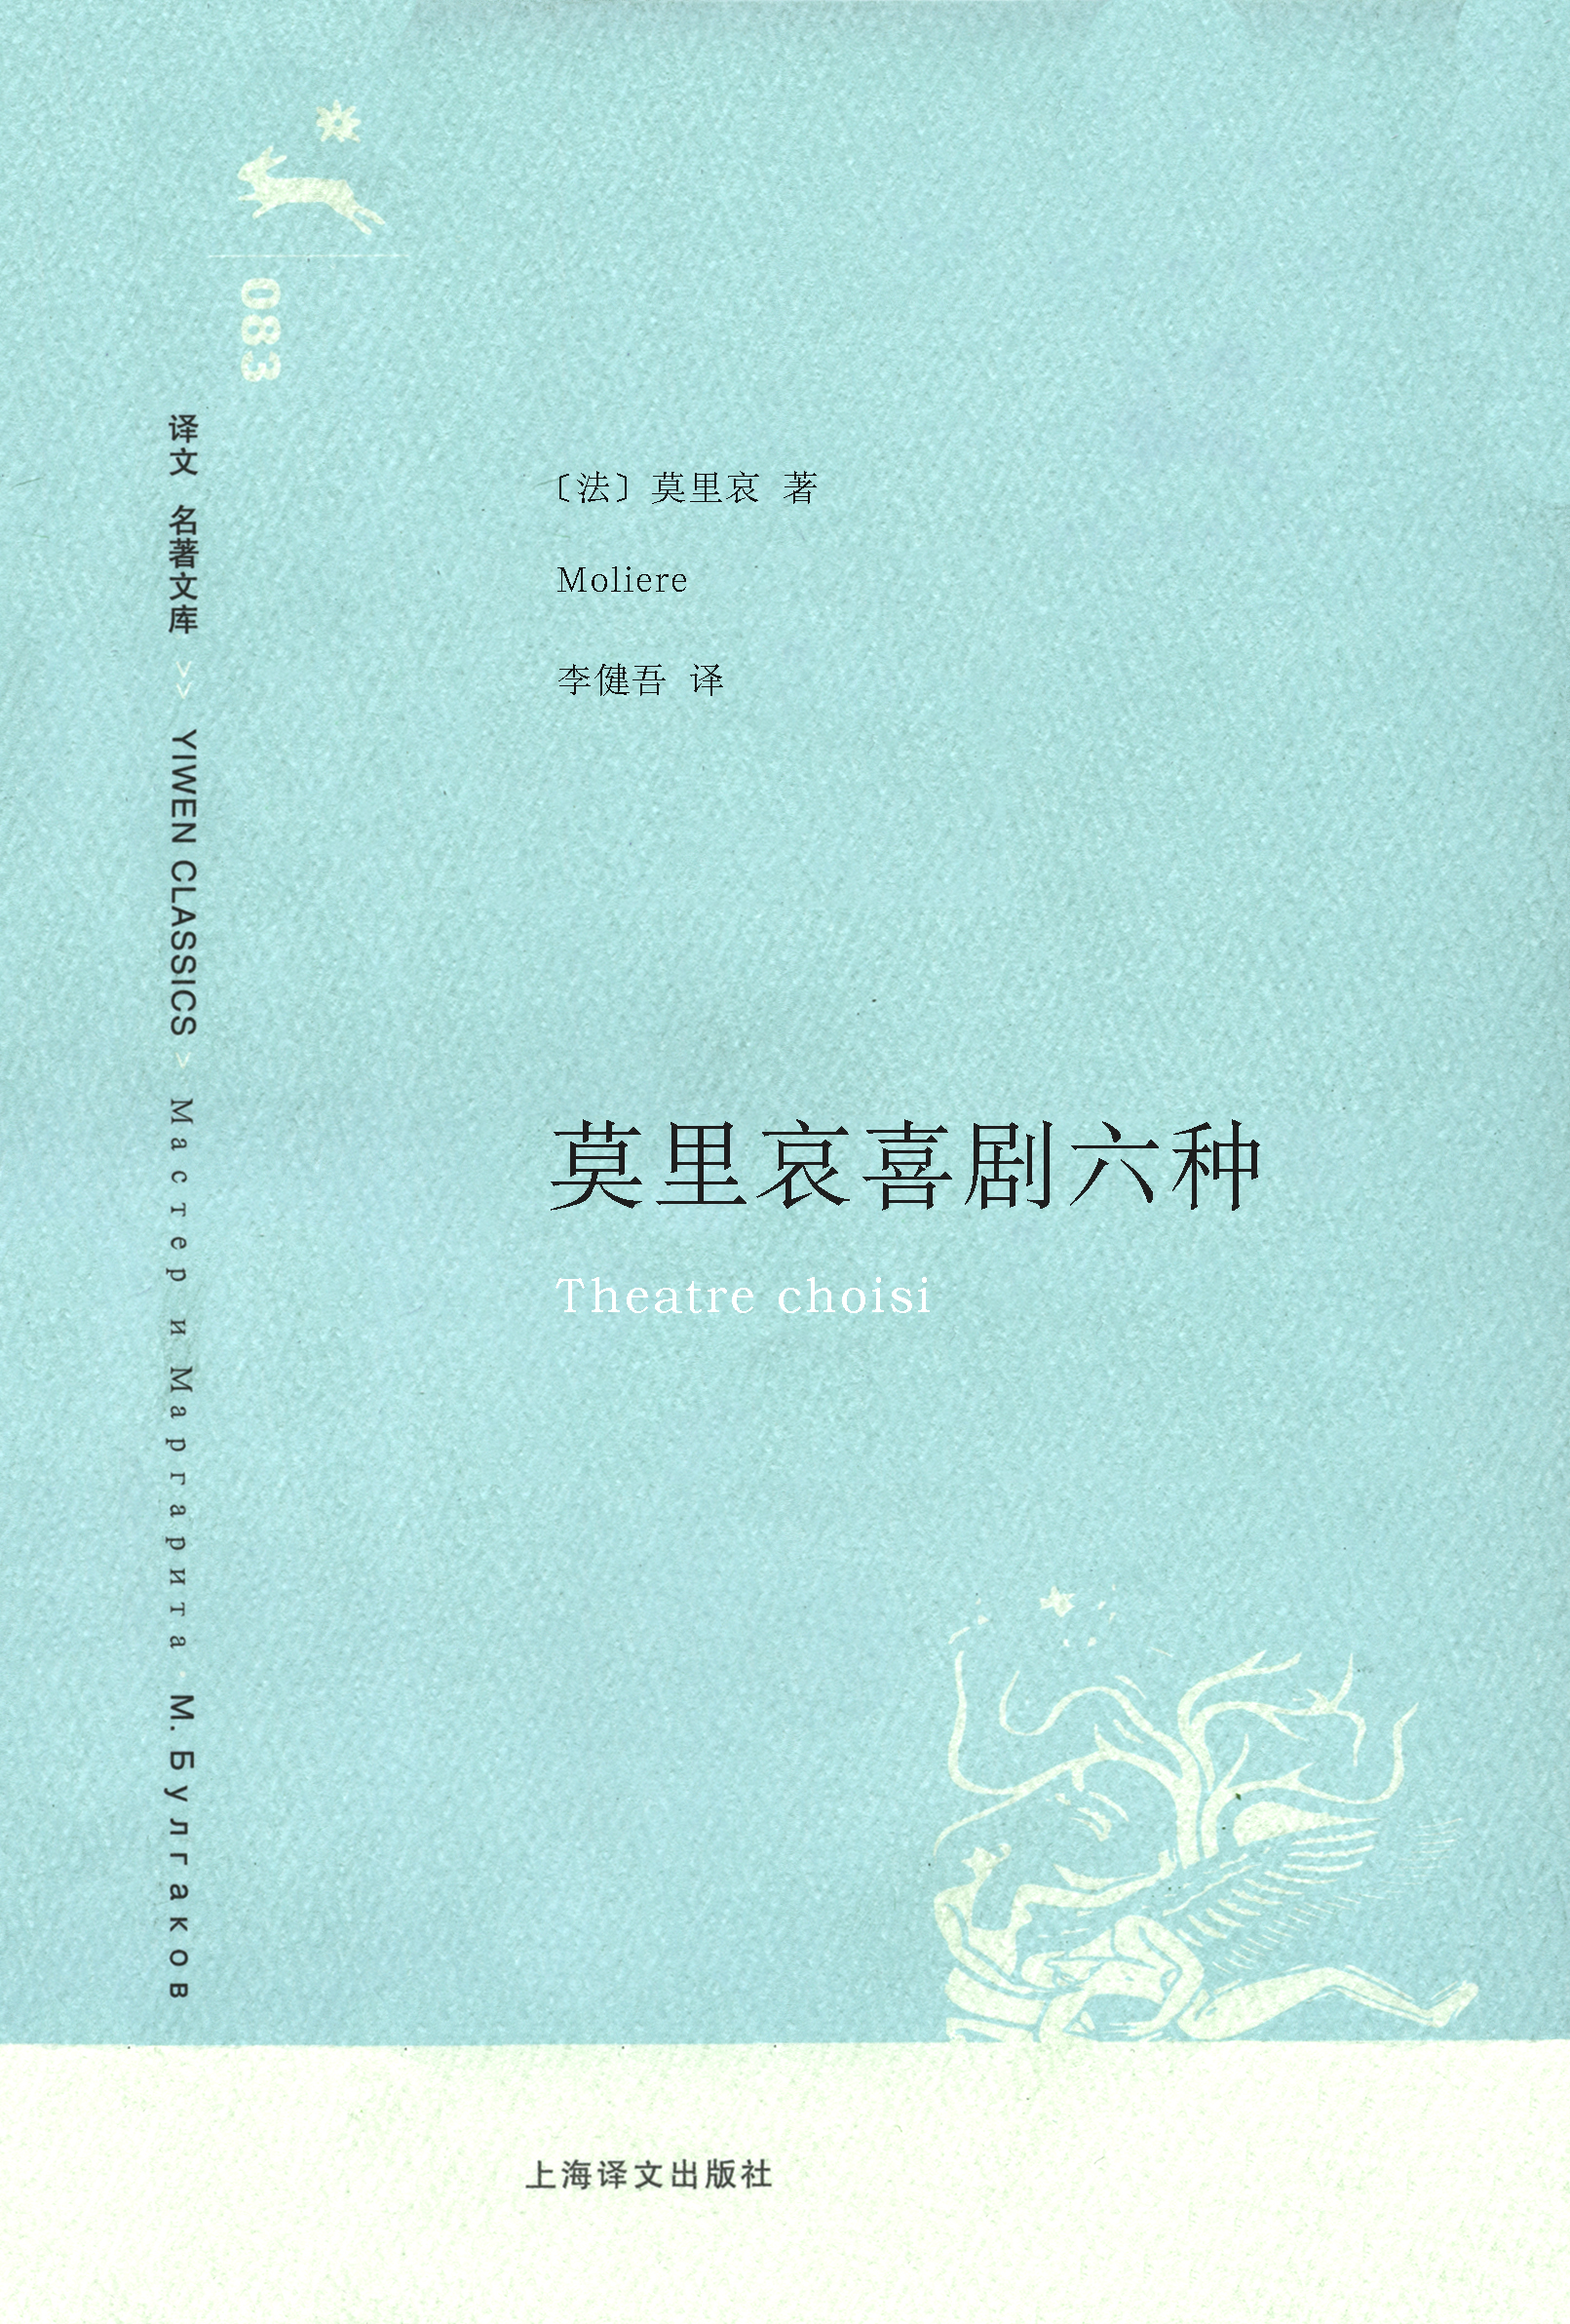 083
译文 名著文库 >> YIWEN CLASSICS > Мастер и Маргарита · М. Булгаков
〔法〕莫里哀 著
Moliere
李健吾 译
莫里哀喜剧六种
Theatre choisi
上海译文出版社